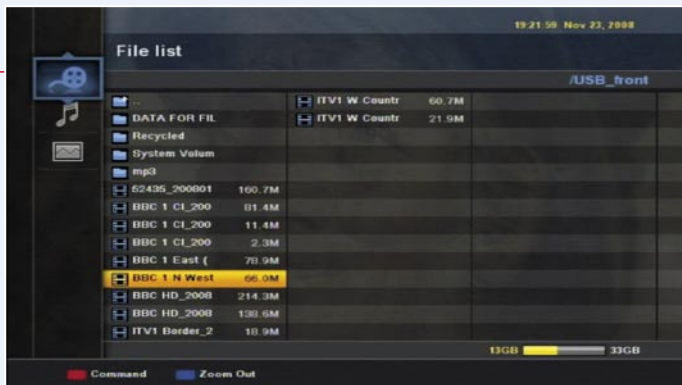 19:21:59 Nov 23, 2008
File list
/USB_front
..
DATA FOR FIL
Recycled
System Volum
mp3
52435_200801 160.7M
BBC 1 CI_200 81.4M
BBC 1 CI_200 11.4M
BBC 1 CI_200 2.3M
BBC 1 East ( 78.9M
BBC 1 N West 66.0M
BBC HD_2008 214.3M
BBC HD_2008 138.6M
ITV1 Border_2 18.9M
ITV1 W Countr 60.7M
ITV1 W Countr 21.9M
13GB 33GB
Command Zoom Out